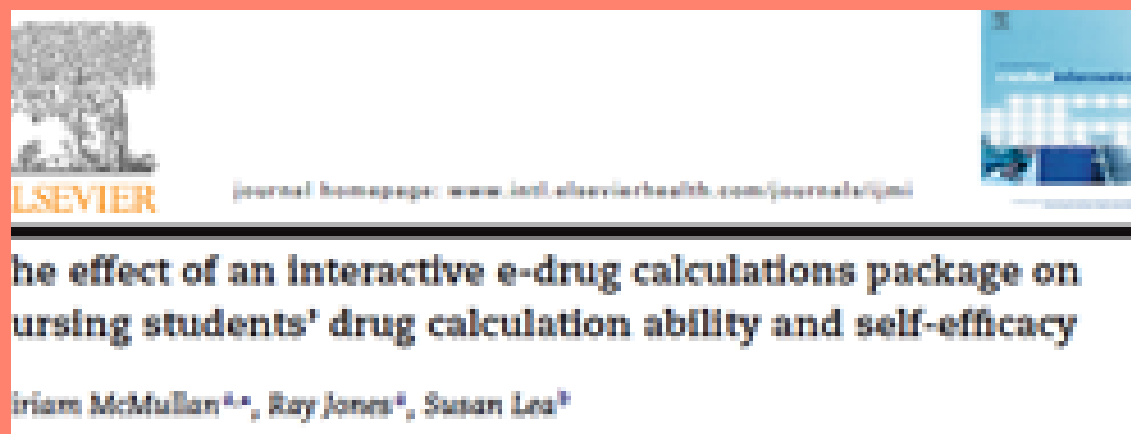 LSEVIER
journal homepage: www.intl.elsevierhealth.com/journals/ijmi
he effect of an interactive e-drug calculations package on
ursing students' drug calculation ability and self-efficacy
iriam McMullan a,*, Ray Jones a, Susan Lea b